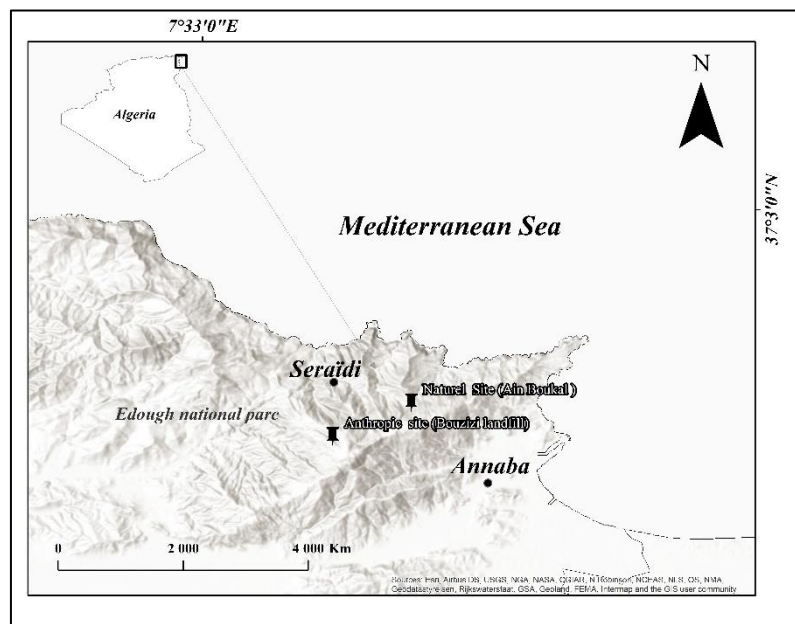 7°33'0"E
Algeria
N
37°3'0"N
Mediterranean Sea
Seraïdi
Naturel Site (Ain Boukal )
Edough national parc
Anthropic site (Bouzizi landfill)
Annaba
0 2 000 4 000 Km
Sources: Esri, Airbus DS, USGS, NGA, NASA, CGIAR, N Robinson, NCEAS, NLS, OS, NMA,
Geodatastyrelsen, Rijkswaterstaat, GSA, Geoland, FEMA, Intermap and the GIS user community